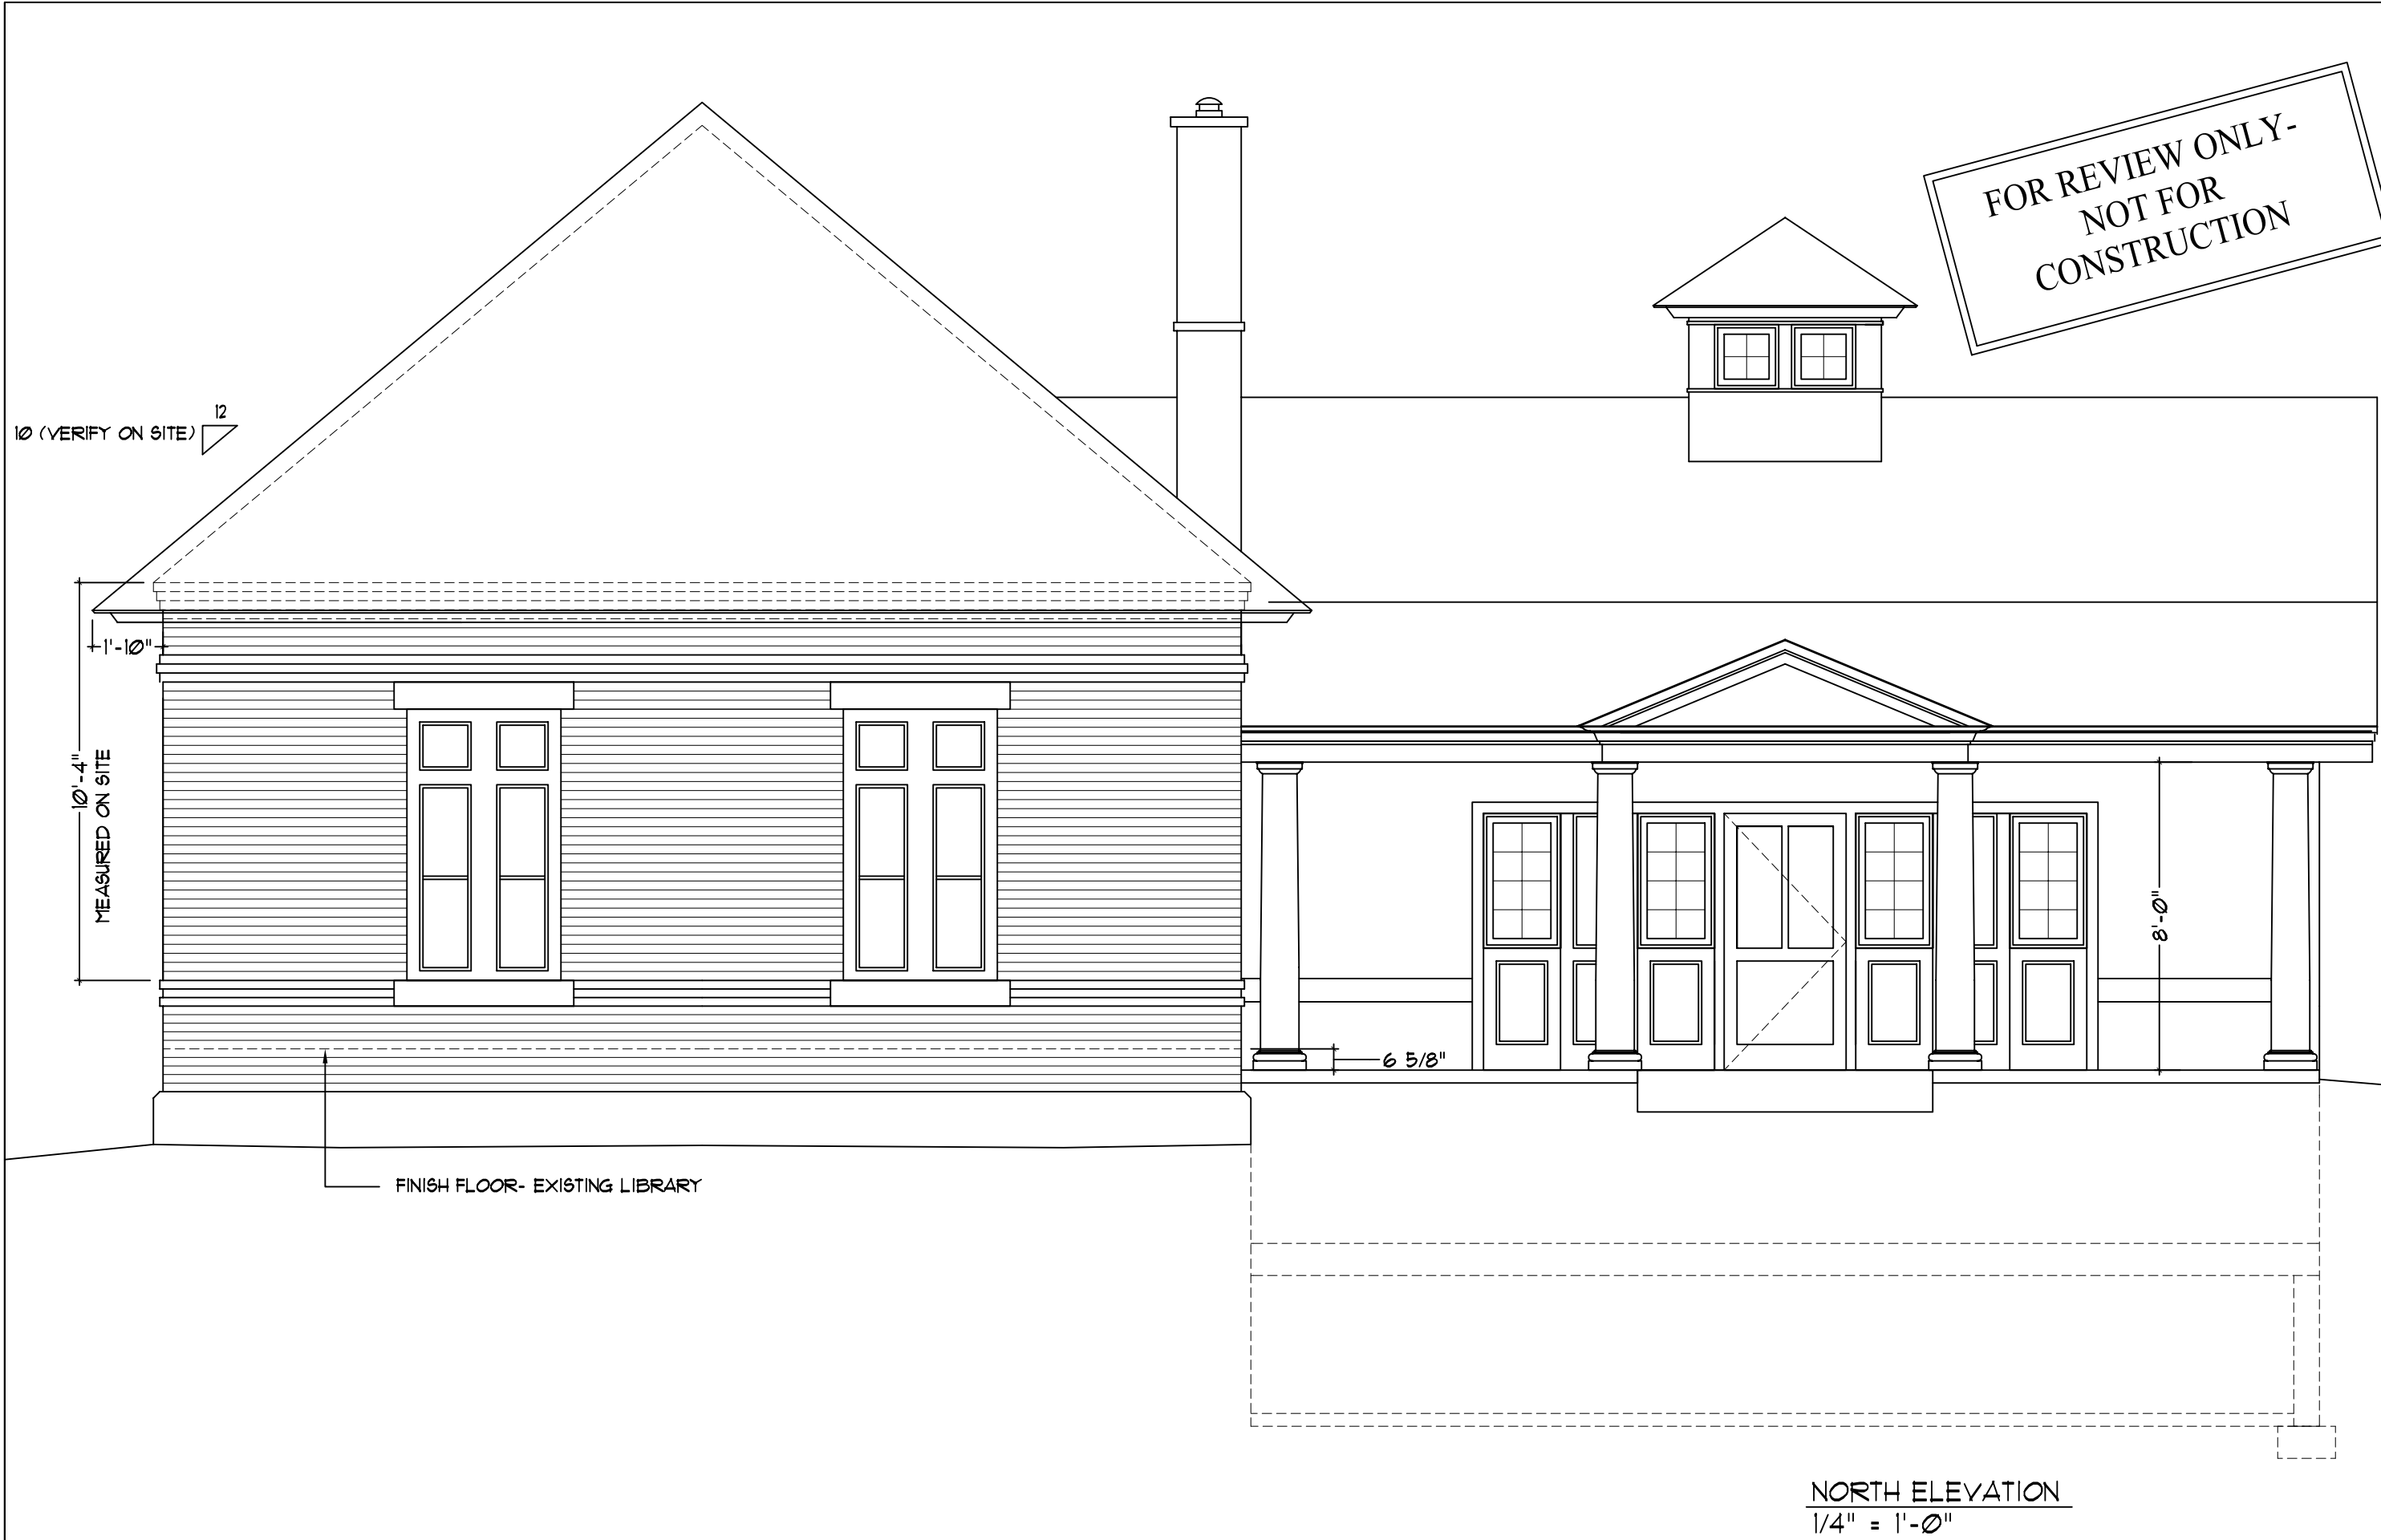 FOR REVIEW ONLY-
NOT FOR
CONSTRUCTION
12
10 (VERIFY ON SITE)
1'-10"
10'-4"
MEASURED ON SITE
8'-0"
6 5/8"
FINISH FLOOR- EXISTING LIBRARY
NORTH ELEVATION
1/4" = 1'-0"